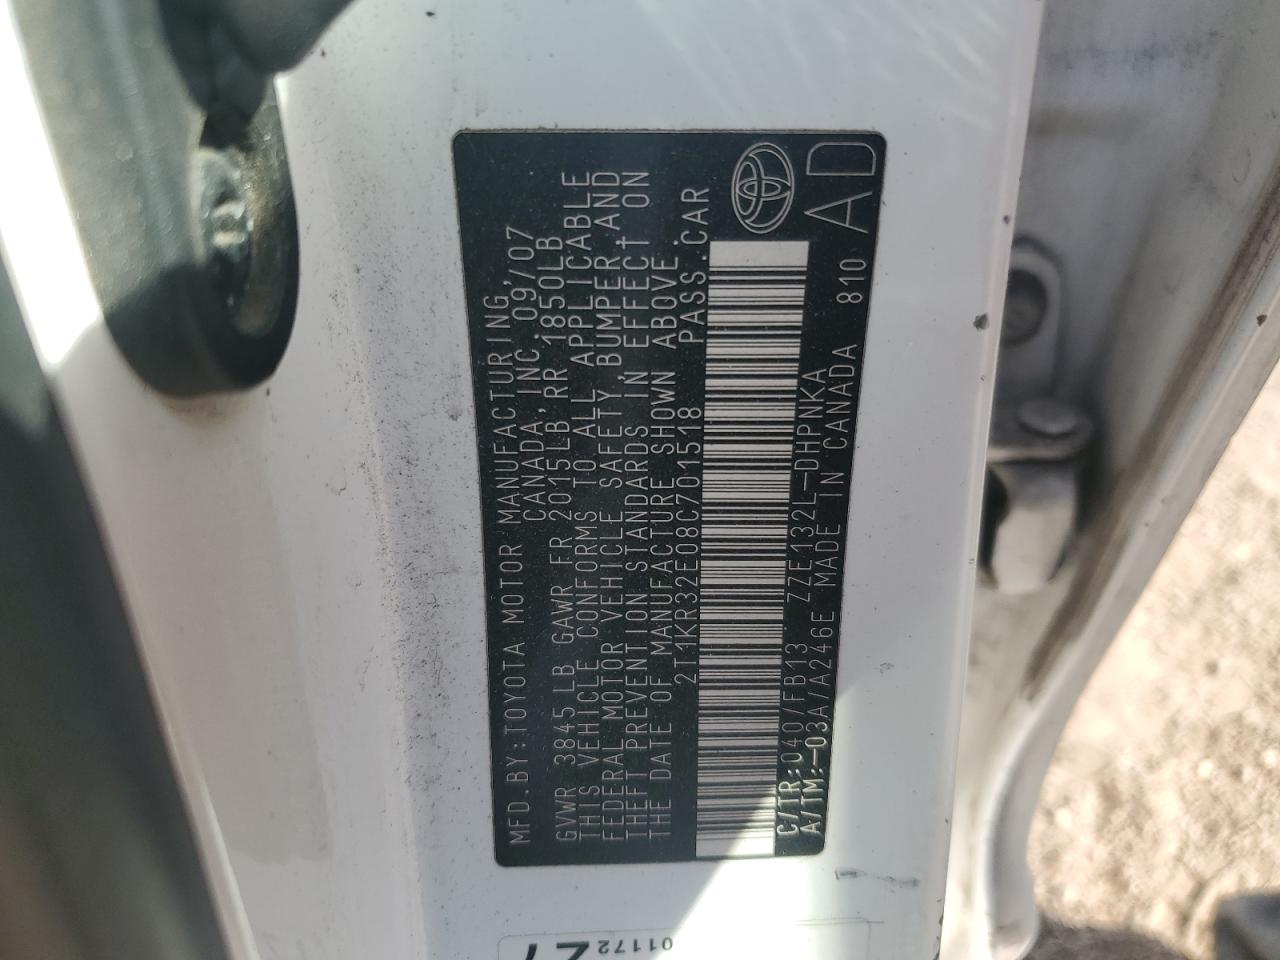 MFD.BY:TOYOTA MOTOR MANUFACTURING,
CANADA, INC. 09/07
GVWR 3845 LB GAWR FR 2015LB RR 1850LB
THIS VEHICLE CONFORMS TO ALL APPLICABLE
FEDERAL MOTOR VEHICLE SAFETY, BUMPER, AND
THEFT PREVENTION STANDARDS IN EFFECT ON
THE DATE OF MANUFACTURE SHOWN ABOVE.
2T1KR32E08C701518 PASS.CAR
C/TR:040/FB13 ZZE132L-DHPNKA
A/TM:-03A/A246E MADE IN CANADA 810
AD
01172